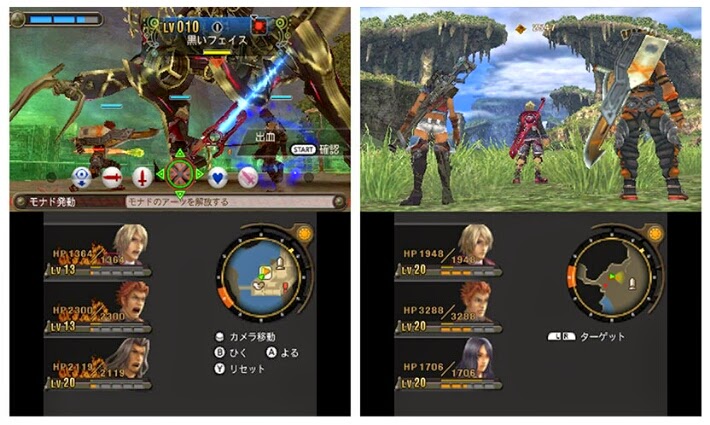 LV 010
黒いフェイス
出血
START 確認
モナド発動
モナドのアーツを解放する
HP 1364/1364
LV 13
HP 2300/2300
LV 13
HP 2119/2119
LV 20
カメラ移動
B ひく A よる
Y リセット
HP 1948/1948
LV 20
HP 3288/3288
LV 20
HP 1706/1706
LV 20
L R ターゲット